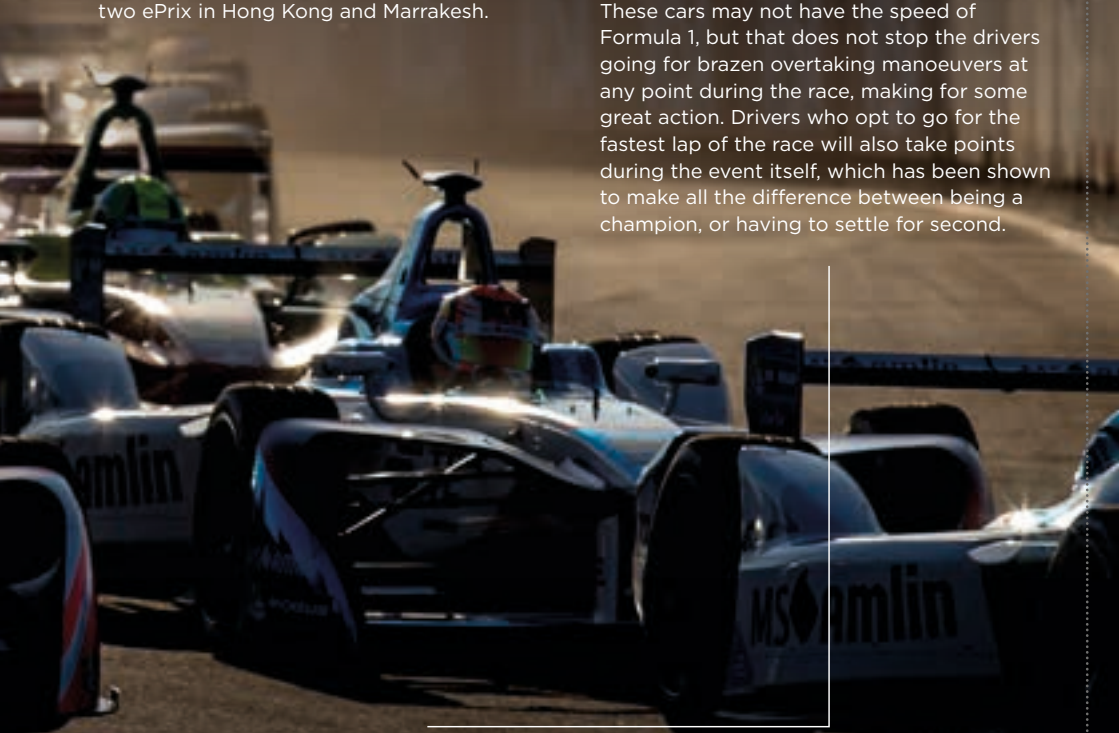 two ePrix in Hong Kong and Marrakesh.
These cars may not have the speed of
Formula 1, but that does not stop the drivers
going for brazen overtaking manoeuvers at
any point during the race, making for some
great action. Drivers who opt to go for the
fastest lap of the race will also take points
during the event itself, which has been shown
to make all the difference between being a
champion, or having to settle for second.
amlin
MS amlin